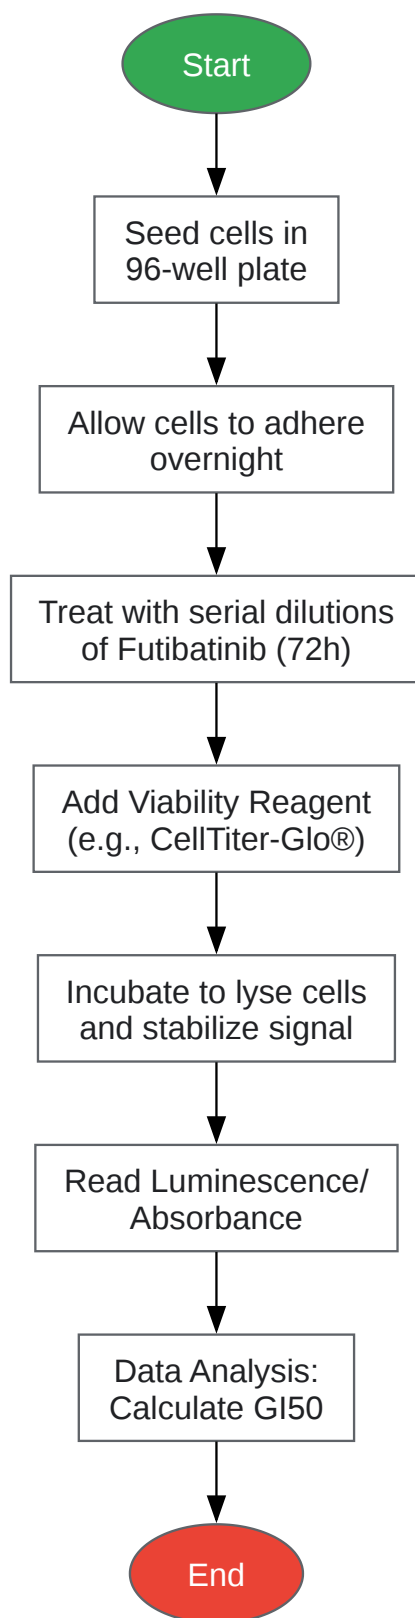 Start
Seed cells in
96-well plate
Allow cells to adhere
overnight
Treat with serial dilutions
of Futibatinib (72h)
Add Viability Reagent
(e.g., CellTiter-Glo®)
Incubate to lyse cells
and stabilize signal
Read Luminescence/
Absorbance
Data Analysis:
Calculate GI50
End